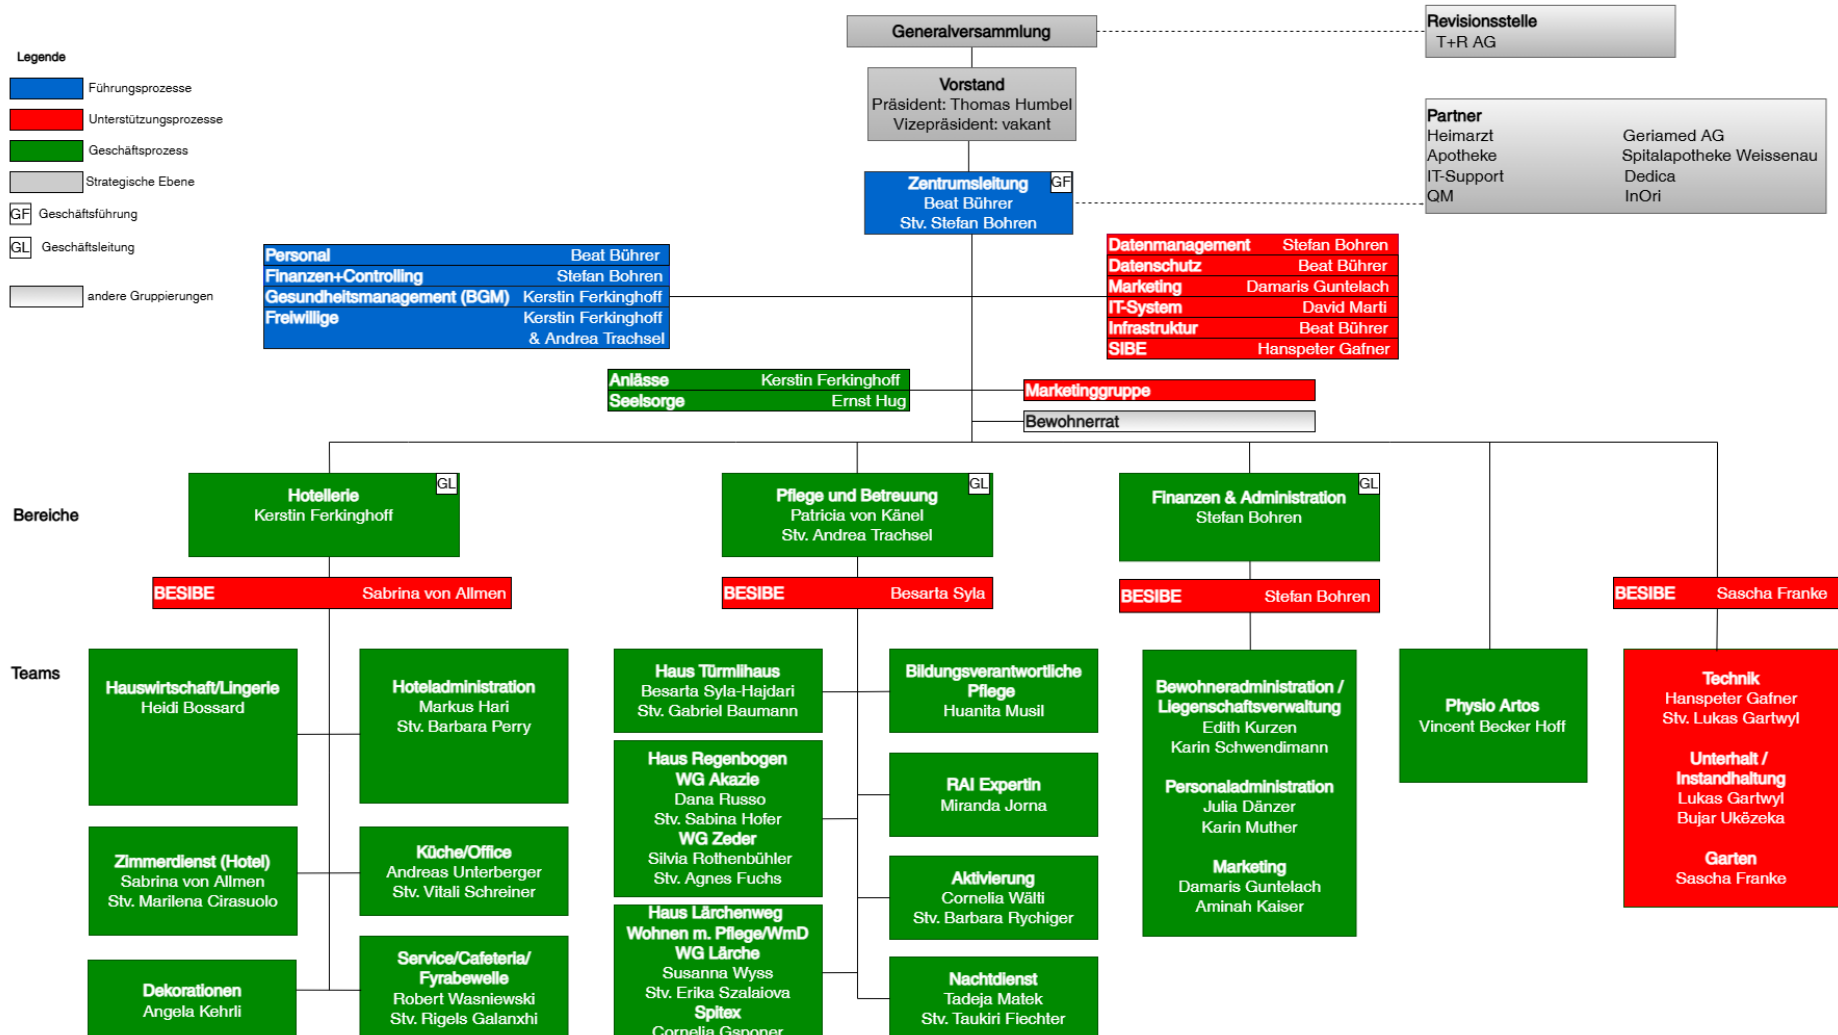 Generalversammlung
Revisionsstelle
T+R AG
Legende
Führungsprozesse
Unterstützungsprozesse
Geschäftsprozess
Strategische Ebene
GF Geschäftsführung
GL Geschäftsleitung
andere Gruppierungen
Vorstand
Präsident: Thomas Humbel
Vizepräsident: vakant
Partner
Heimarzt Geriamed AG
Apotheke Spitalapotheke Weissenau
IT-Support Dedica
QM InOri
Zentrumsleitung GF
Beat Bührer
Stv. Stefan Bohren
Personal Beat Bührer
Finanzen+Controlling Stefan Bohren
Gesundheitsmanagement (BGM) Kerstin Ferkinghoff
Freiwillige Kerstin Ferkinghoff
& Andrea Trachsel
Datenmanagement Stefan Bohren
Datenschutz Beat Bührer
Marketing Damaris Guntelach
IT-System David Marti
Infrastruktur Beat Bührer
SIBE Hanspeter Gafner
Anlässe Kerstin Ferkinghoff
Seelsorge Ernst Hug
Marketinggruppe
Bewohnerrat
Bereiche
Hotellerie GL
Kerstin Ferkinghoff
Pflege und Betreuung GL
Patricia von Känel
Stv. Andrea Trachsel
Finanzen & Administration GL
Stefan Bohren
BESIBE Sabrina von Allmen
BESIBE Besarta Syla
BESIBE Stefan Bohren
BESIBE Sascha Franke
Teams
Hauswirtschaft/Lingerie
Heidi Bossard
Hoteladministration
Markus Hari
Stv. Barbara Perry
Zimmerdienst (Hotel)
Sabrina von Allmen
Stv. Marilena Cirasuolo
Küche/Office
Andreas Unterberger
Stv. Vitali Schreiner
Dekorationen
Angela Kehrli
Service/Cafeteria/
Fyrabewelle
Robert Wasniewski
Stv. Rigels Galanxhi
Haus Türmlihaus
Besarta Syla-Hajdari
Stv. Gabriel Baumann
Haus Regenbogen
WG Akazie
Dana Russo
Stv. Sabina Hofer
WG Zeder
Silvia Rothenbühler
Stv. Agnes Fuchs
Haus Lärchenweg
Wohnen m. Pflege/WmD
WG Lärche
Susanna Wyss
Stv. Erika Szalaiova
Spitex
Cornelia Gsponer
Bildungsverantwortliche
Pflege
Huanita Musil
RAI Expertin
Miranda Jorna
Aktivierung
Cornelia Wälti
Stv. Barbara Rychiger
Nachtdienst
Tadeja Matek
Stv. Taukiri Fiechter
Bewohneradministration /
Liegenschaftsverwaltung
Edith Kurzen
Karin Schwendimann
Personaladministration
Julia Dänzer
Karin Muther
Marketing
Damaris Guntelach
Aminah Kaiser
Physio Artos
Vincent Becker Hoff
Technik
Hanspeter Gafner
Stv. Lukas Gartwyl
Unterhalt /
Instandhaltung
Lukas Gartwyl
Bujar Ukëzeka
Garten
Sascha Franke